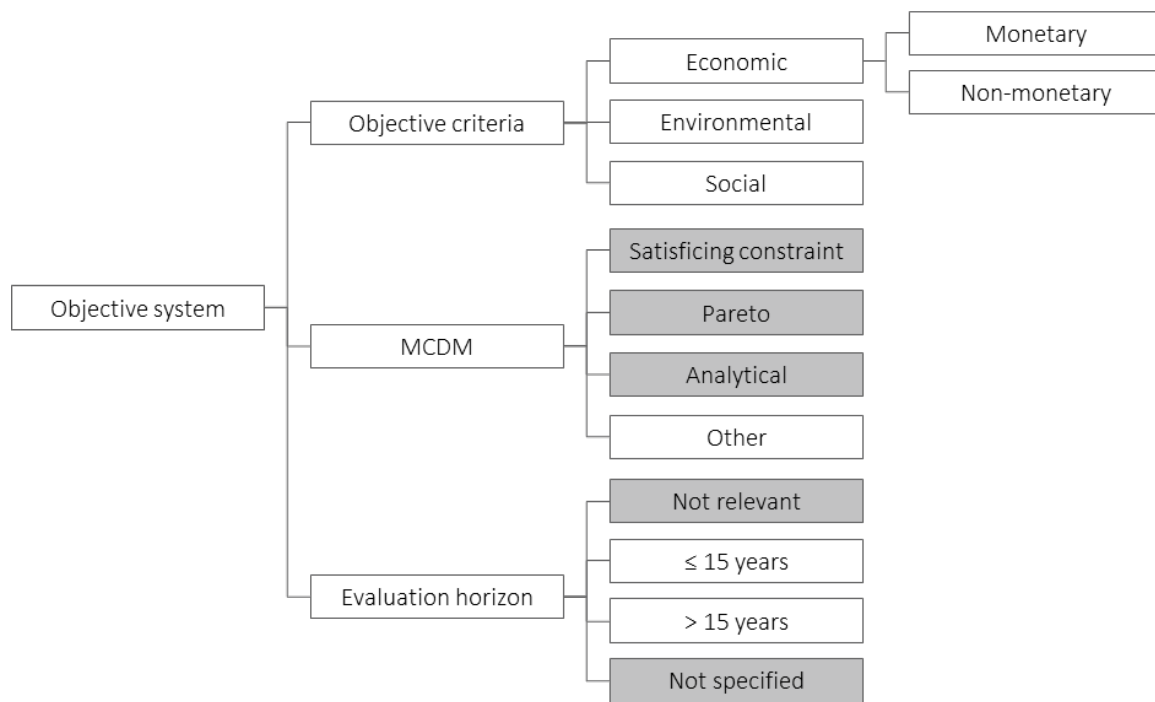 Objective system
Objective criteria
Economic
Monetary
Non-monetary
Environmental
Social
MCDM
Satisficing constraint
Pareto
Analytical
Other
Evaluation horizon
Not relevant
≤ 15 years
> 15 years
Not specified